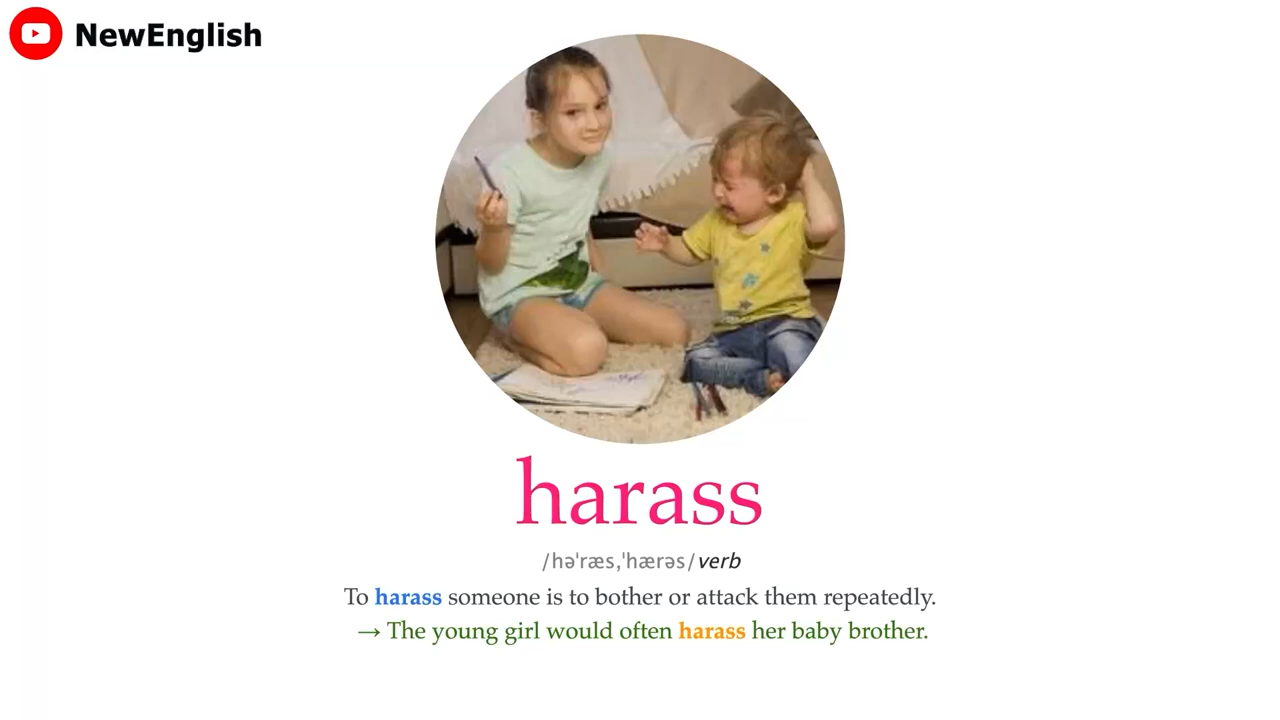 NewEnglish
harass
/həˈræs,ˈhærəs/verb
To harass someone is to bother or attack them repeatedly.
→ The young girl would often harass her baby brother.